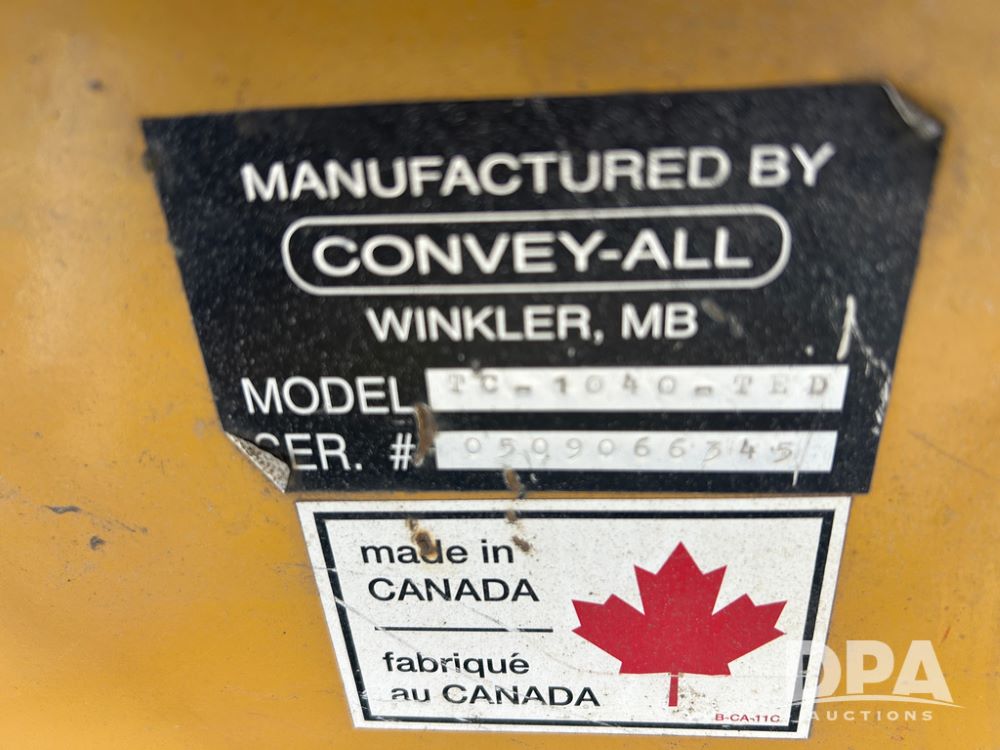 MANUFACTURED BY
CONVEY-ALL
WINKLER, MB
MODEL TC-1040-TED
SER. # 0509066345
made in
CANADA
fabriqué
au CANADA
B-CA-11C
DPA
AUCTIONS